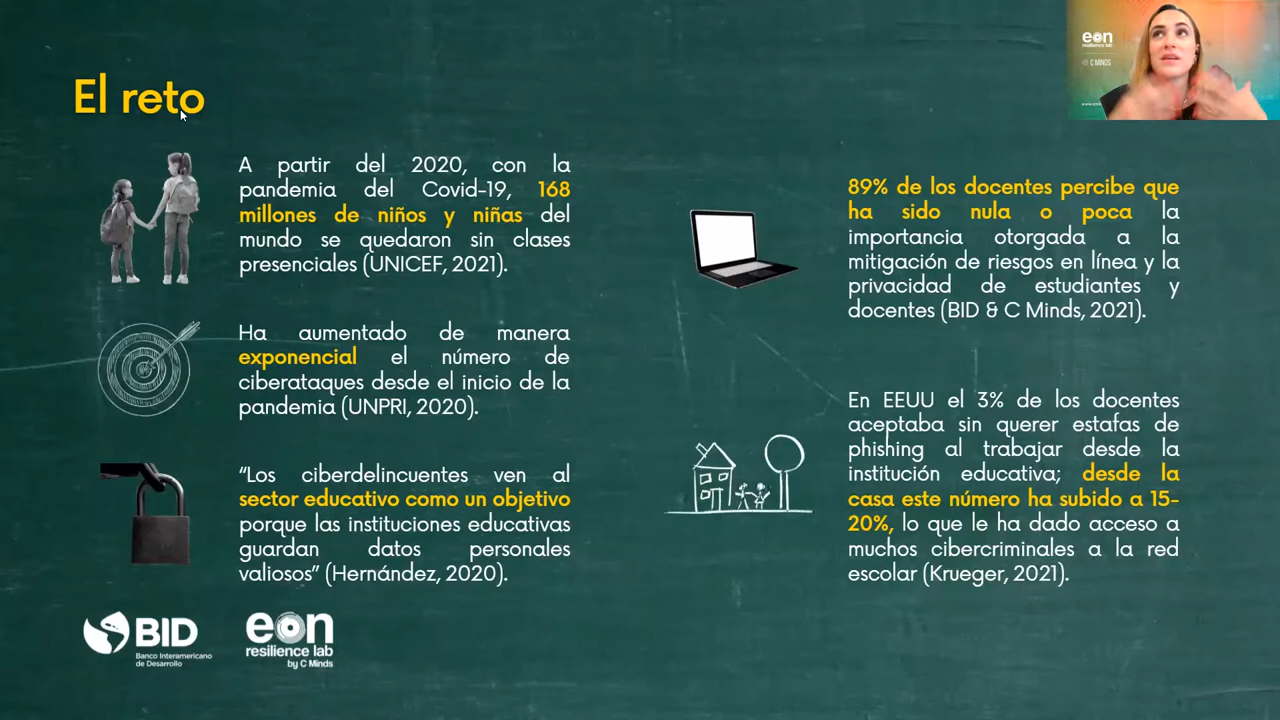 El reto
A partir del 2020, con la
pandemia del Covid-19, 168
millones de niños y niñas del
mundo se quedaron sin clases
presenciales (UNICEF, 2021).
Ha aumentado de manera
exponencial el número de
ciberataques desde el inicio de la
pandemia (UNPRI, 2020).
“Los ciberdelincuentes ven al
sector educativo como un objetivo
porque las instituciones educativas
guardan datos personales
valiosos” (Hernández, 2020).
89% de los docentes percibe que
ha sido nula o poca la
importancia otorgada a la
mitigación de riesgos en línea y la
privacidad de estudiantes y
docentes (BID & C Minds, 2021).
En EEUU el 3% de los docentes
aceptaba sin querer estafas de
phishing al trabajar desde la
institución educativa; desde la
casa este número ha subido a 15-
20%, lo que le ha dado acceso a
muchos cibercriminales a la red
escolar (Krueger, 2021).
BID
Banco Interamericano
de Desarrollo
eon
resilience lab
by C Minds
eon
resilience lab
C MINDS